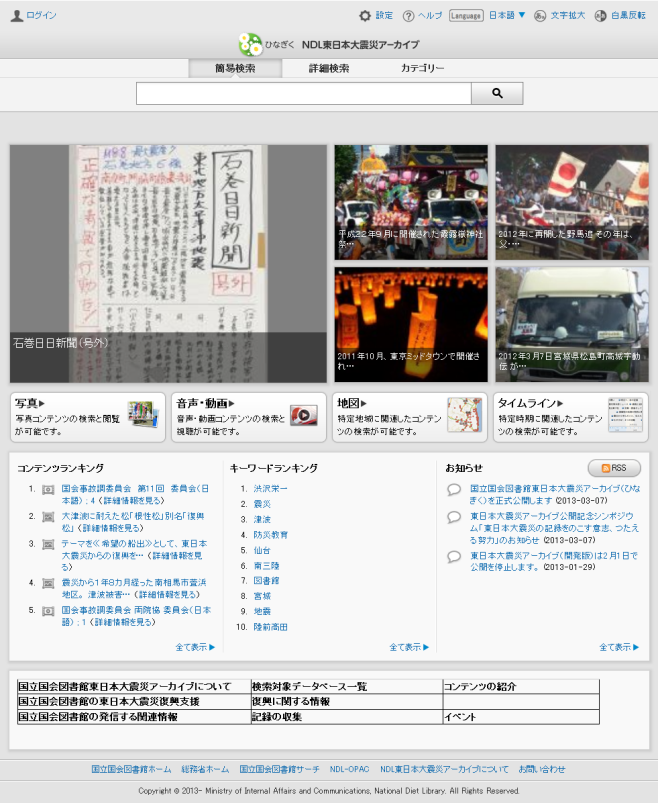 ログイン
設定 ヘルプ Language 日本語▼ 文字拡大 白黒反転
ひなぎく NDL東日本大震災アーカイブ
簡易検索 詳細検索 カテゴリー
石巻日日新聞
号外
東北地方太平洋沖地震
正確な情報で行動を!
石巻日日新聞(号外)
平成22年9月に開催された
祭…
2012年に再開した野馬追 その年は、
父・…
2011年10月、東京ミッドタウンで開催さ
れ…
2012年3月7日宮城県松島町高城字動
伝 が…
写真▶
写真コンテンツの検索と閲覧
が可能です。
音声・動画▶
音声・動画コンテンツの検索と
視聴が可能です。
地図▶
特定地域に関連したコンテン
ツの検索が可能です。
タイムライン▶
特定時期に関連したコンテン
ツの検索が可能です。
コンテンツランキング
1. 国会事故調委員会 第11回 委員会(日
本語) ; 4 (詳細情報を見る)
2. 大津波に耐えた松「根性松」別名「復興
松」 (詳細情報を見る)
3. テーマを≪希望の船出≫として、東日本
大震災からの復興を… (詳細情報を見
る)
4. 震災から1年8カ月経った南相馬市萱浜
地区。 津波被害… (詳細情報を見る)
5. 国会事故調委員会 両院協 委員会(日本
語) ; 1 (詳細情報を見る)
全て表示▶
キーワードランキング
1. 渋沢栄一
2. 震災
3. 津波
4. 防災教育
5. 仙台
6. 南三陸
7. 図書館
8. 宮城
9. 地震
10. 陸前高田
全て表示▶
お知らせ
RSS
国立国会図書館東日本大震災アーカイブ(ひな
ぎく)を正式公開します (2013-03-07)
東日本大震災アーカイブ公開記念シンポジウ
ム「東日本大震災の記録をのこす意志、つたえ
る努力」のお知らせ (2013-03-07)
東日本大震災アーカイブ(開発版)は2月1日で
公開を停止します。 (2013-01-29)
全て表示▶
国立国会図書館東日本大震災アーカイブについて 検索対象データベース一覧 コンテンツの紹介
国立国会図書館の東日本大震災復興支援 復興に関する情報
国立国会図書館の発信する関連情報 記録の収集 イベント
国立国会図書館ホーム 総務省ホーム 国立国会図書館サーチ NDL-OPAC NDL東日本大震災アーカイブについて お問い合わせ
Copyright © 2013- Ministry of Internal Affairs and Communications, National Diet Library. All Rights Reserved.